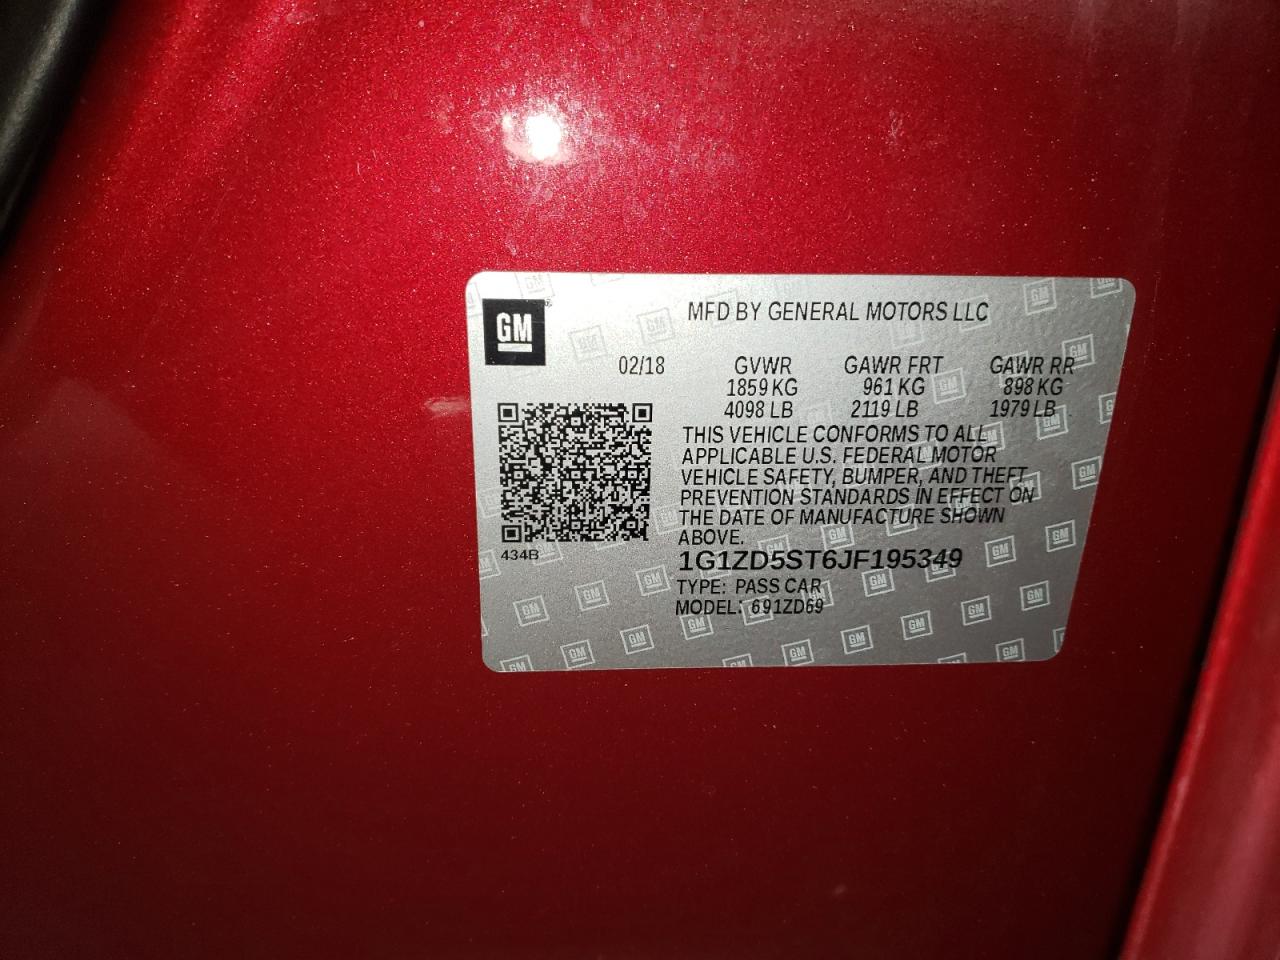 GM
MFD BY GENERAL MOTORS LLC
02/18 GVWR GAWR FRT GAWR RR
1859 KG 961 KG 898 KG
4098 LB 2119 LB 1979 LB
THIS VEHICLE CONFORMS TO ALL
APPLICABLE U.S. FEDERAL MOTOR
VEHICLE SAFETY, BUMPER, AND THEFT
PREVENTION STANDARDS IN EFFECT ON
THE DATE OF MANUFACTURE SHOWN
ABOVE.
434B
1G1ZD5ST6JF195349
TYPE: PASS CAR
MODEL: 691ZD69